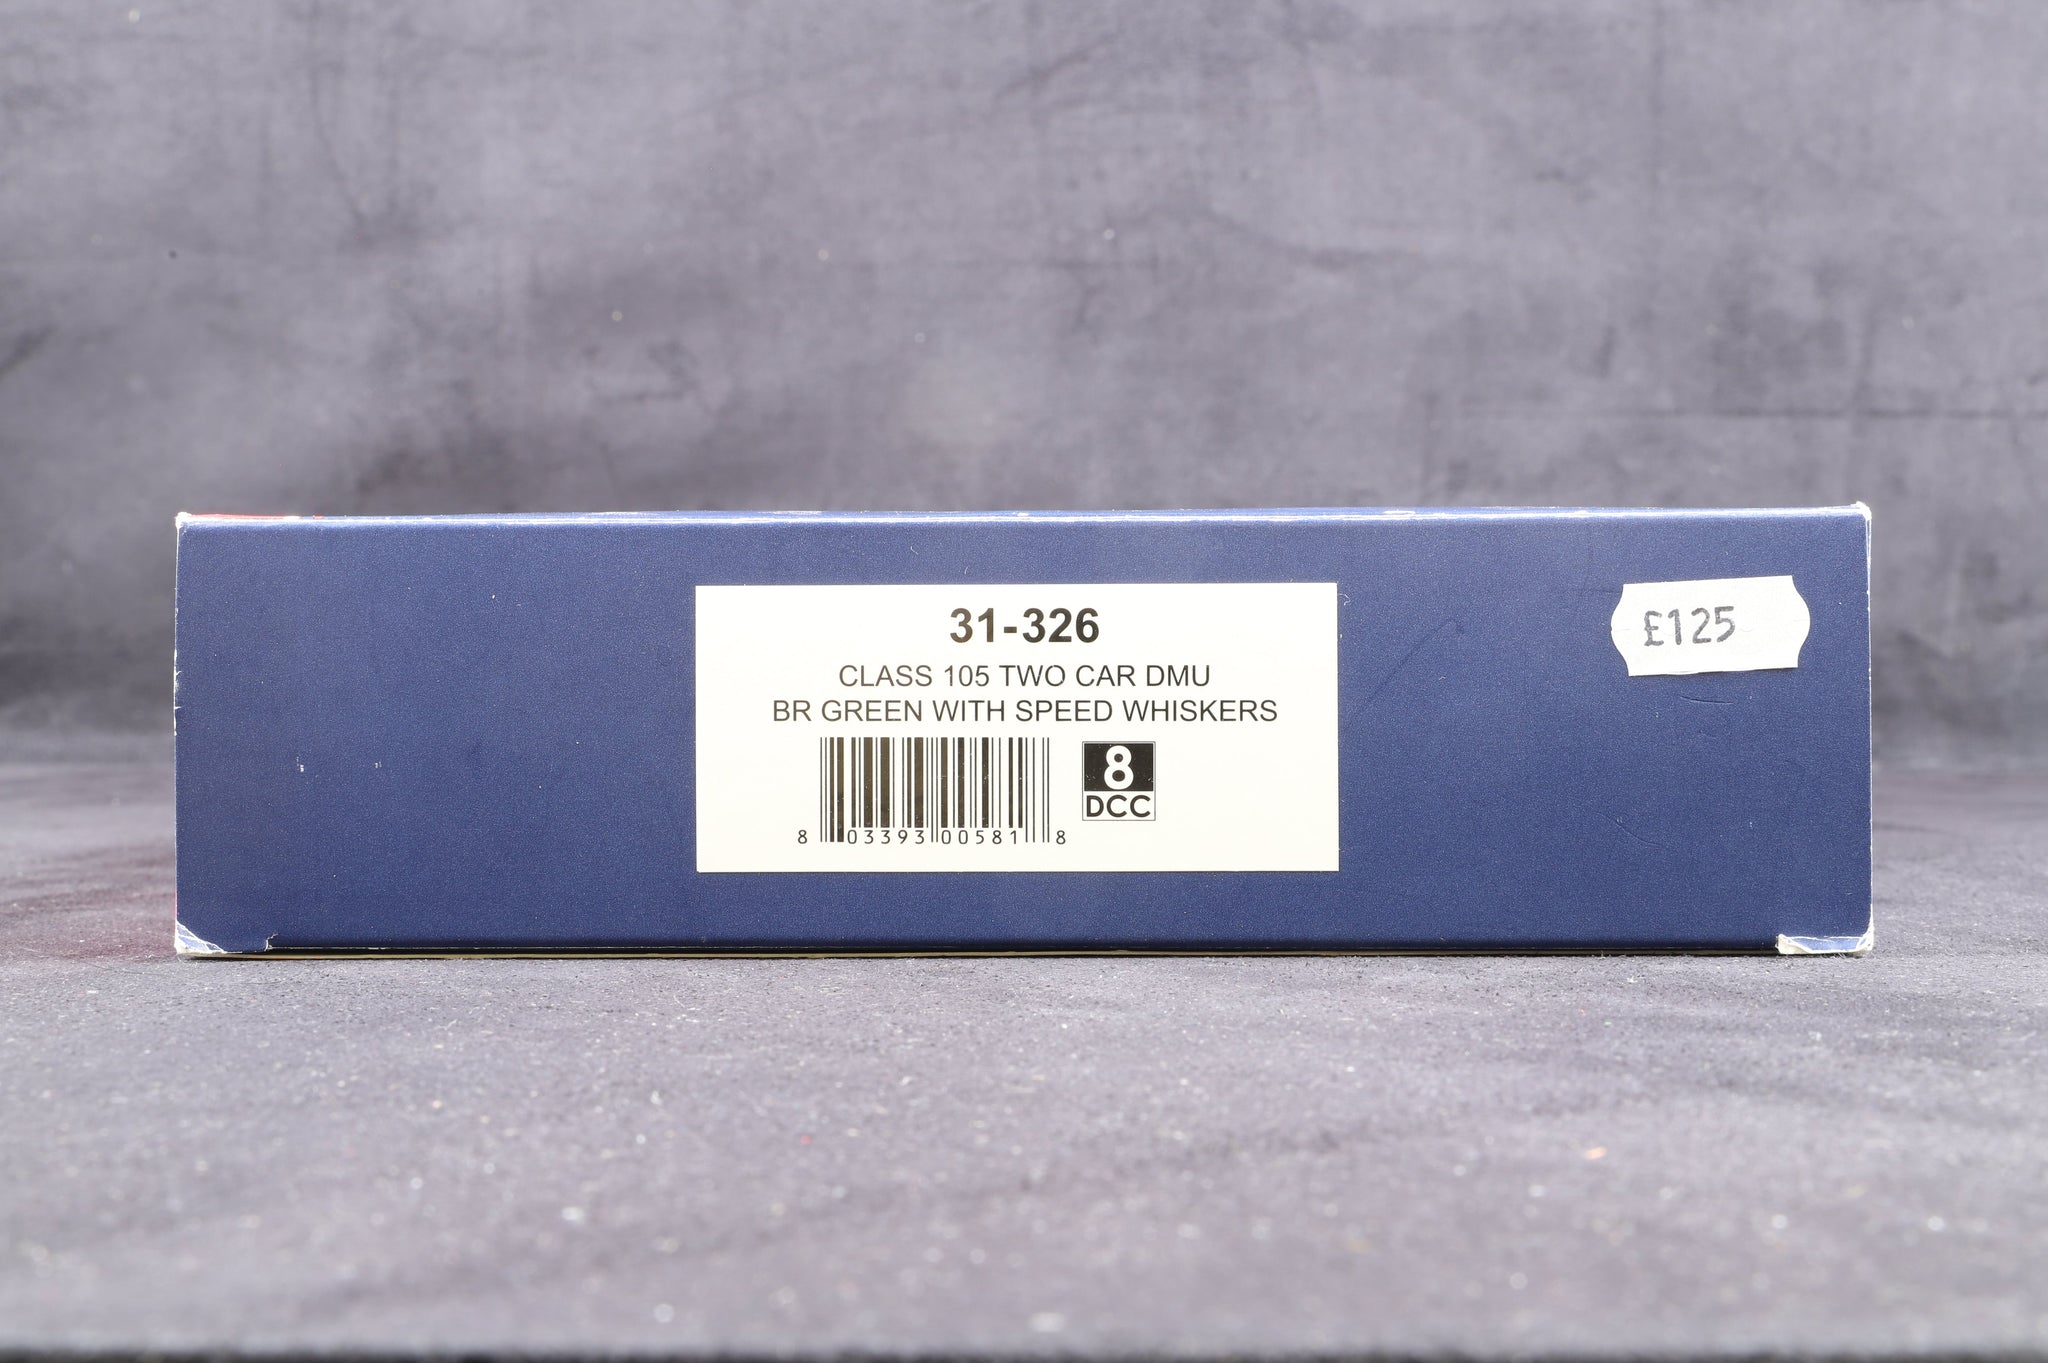 31-326
£125
CLASS 105 TWO CAR DMU
BR GREEN WITH SPEED WHISKERS
8
DCC
8 03393 00581 8